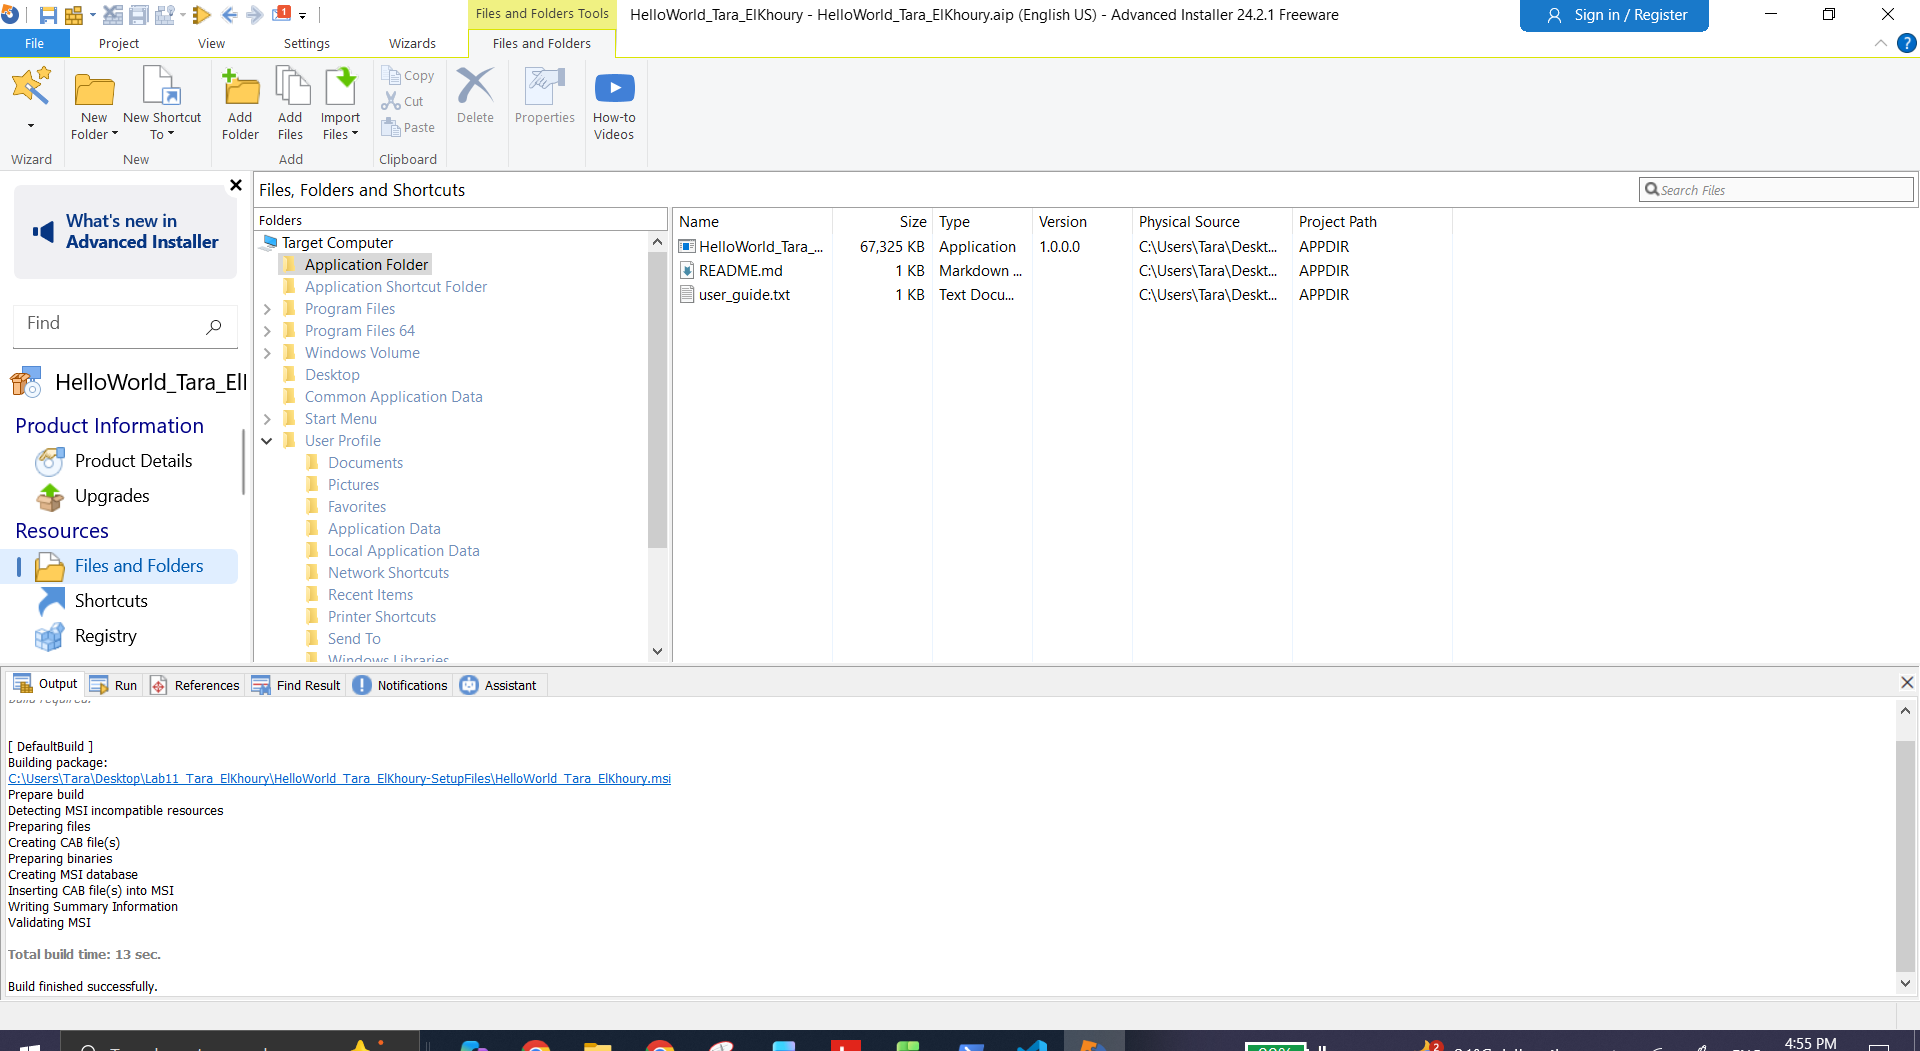 Files and Folders Tools
HelloWorld_Tara_ElKhoury - HelloWorld_Tara_ElKhoury.aip (English US) - Advanced Installer 24.2.1 Freeware
Sign in / Register
1
File
Project
View
Settings
Wizards
Files and Folders
?
New Folder
New Shortcut To
Add Folder
Add Files
Import Files
Copy
Cut
Paste
Delete
Properties
How-to Videos
Wizard
New
Add
Clipboard
What's new in
Advanced Installer
Find
HelloWorld_Tara_El
Product Information
Product Details
Upgrades
Resources
Files and Folders
Shortcuts
Registry
Files, Folders and Shortcuts
Search Files
Folders
Target Computer
Application Folder
Application Shortcut Folder
Program Files
Program Files 64
Windows Volume
Desktop
Common Application Data
Start Menu
User Profile
Documents
Pictures
Favorites
Application Data
Local Application Data
Network Shortcuts
Recent Items
Printer Shortcuts
Send To
Windows Libraries
Name Size Type Version Physical Source Project Path
HelloWorld_Tara_... 67,325 KB Application 1.0.0.0 C:\Users\Tara\Deskt... APPDIR
README.md 1 KB Markdown ... C:\Users\Tara\Deskt... APPDIR
user_guide.txt 1 KB Text Docu... C:\Users\Tara\Deskt... APPDIR
Output
Run
References
Find Result
Notifications
Assistant
Build required.
[ DefaultBuild ]
Building package:
C:\Users\Tara\Desktop\Lab11_Tara_ElKhoury\HelloWorld_Tara_ElKhoury-SetupFiles\HelloWorld_Tara_ElKhoury.msi
Prepare build
Detecting MSI incompatible resources
Preparing files
Creating CAB file(s)
Preparing binaries
Creating MSI database
Inserting CAB file(s) into MSI
Writing Summary Information
Validating MSI
Total build time: 13 sec.
Build finished successfully.
2
4:55 PM